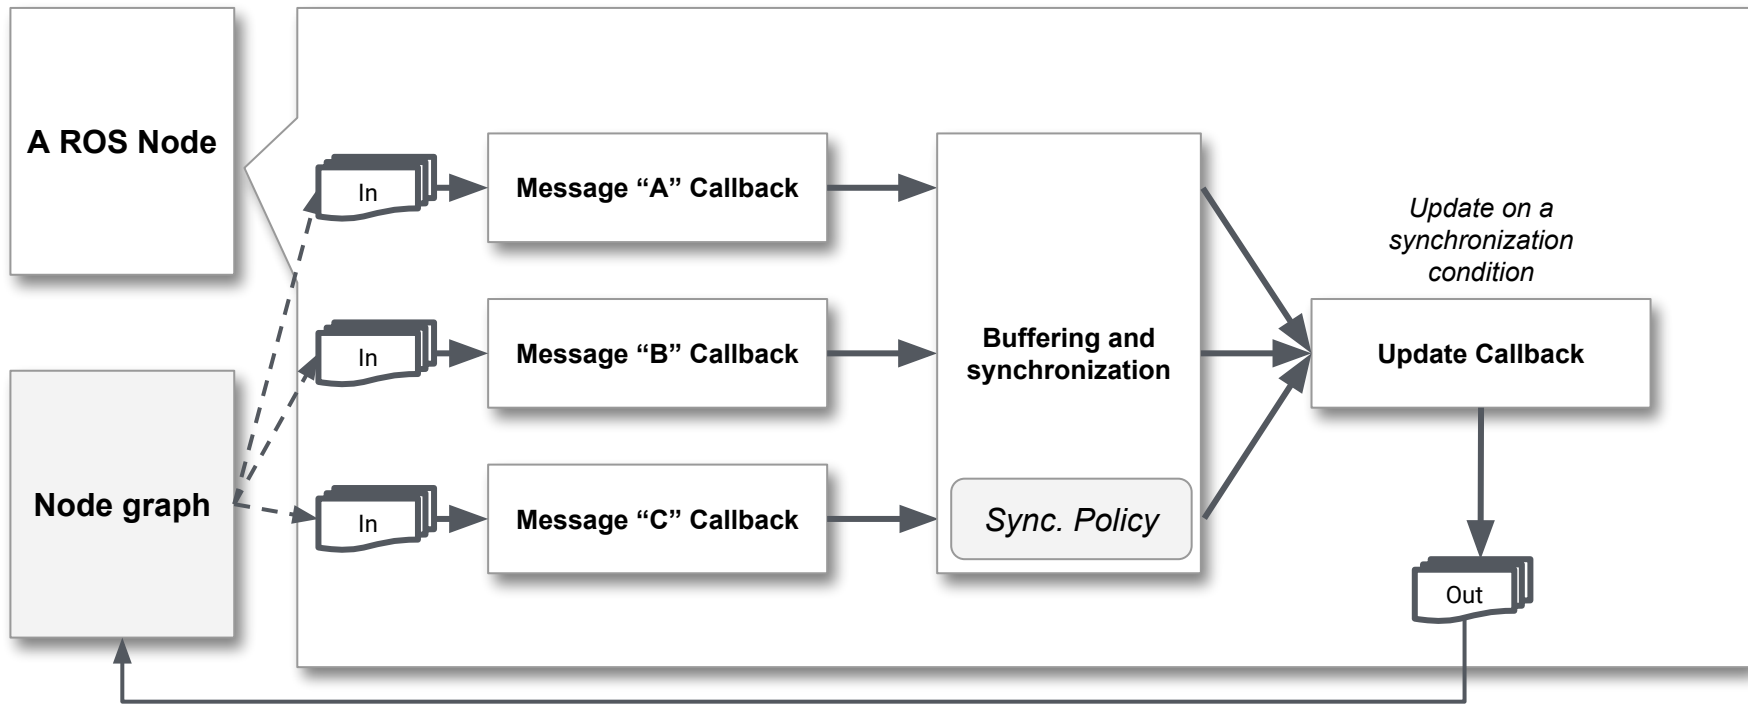 A ROS Node
In
Message “A” Callback
Update on a
synchronization
condition
In
Message “B” Callback
Buffering and
synchronization
Update Callback
Node graph
In
Message “C” Callback
Sync. Policy
Out